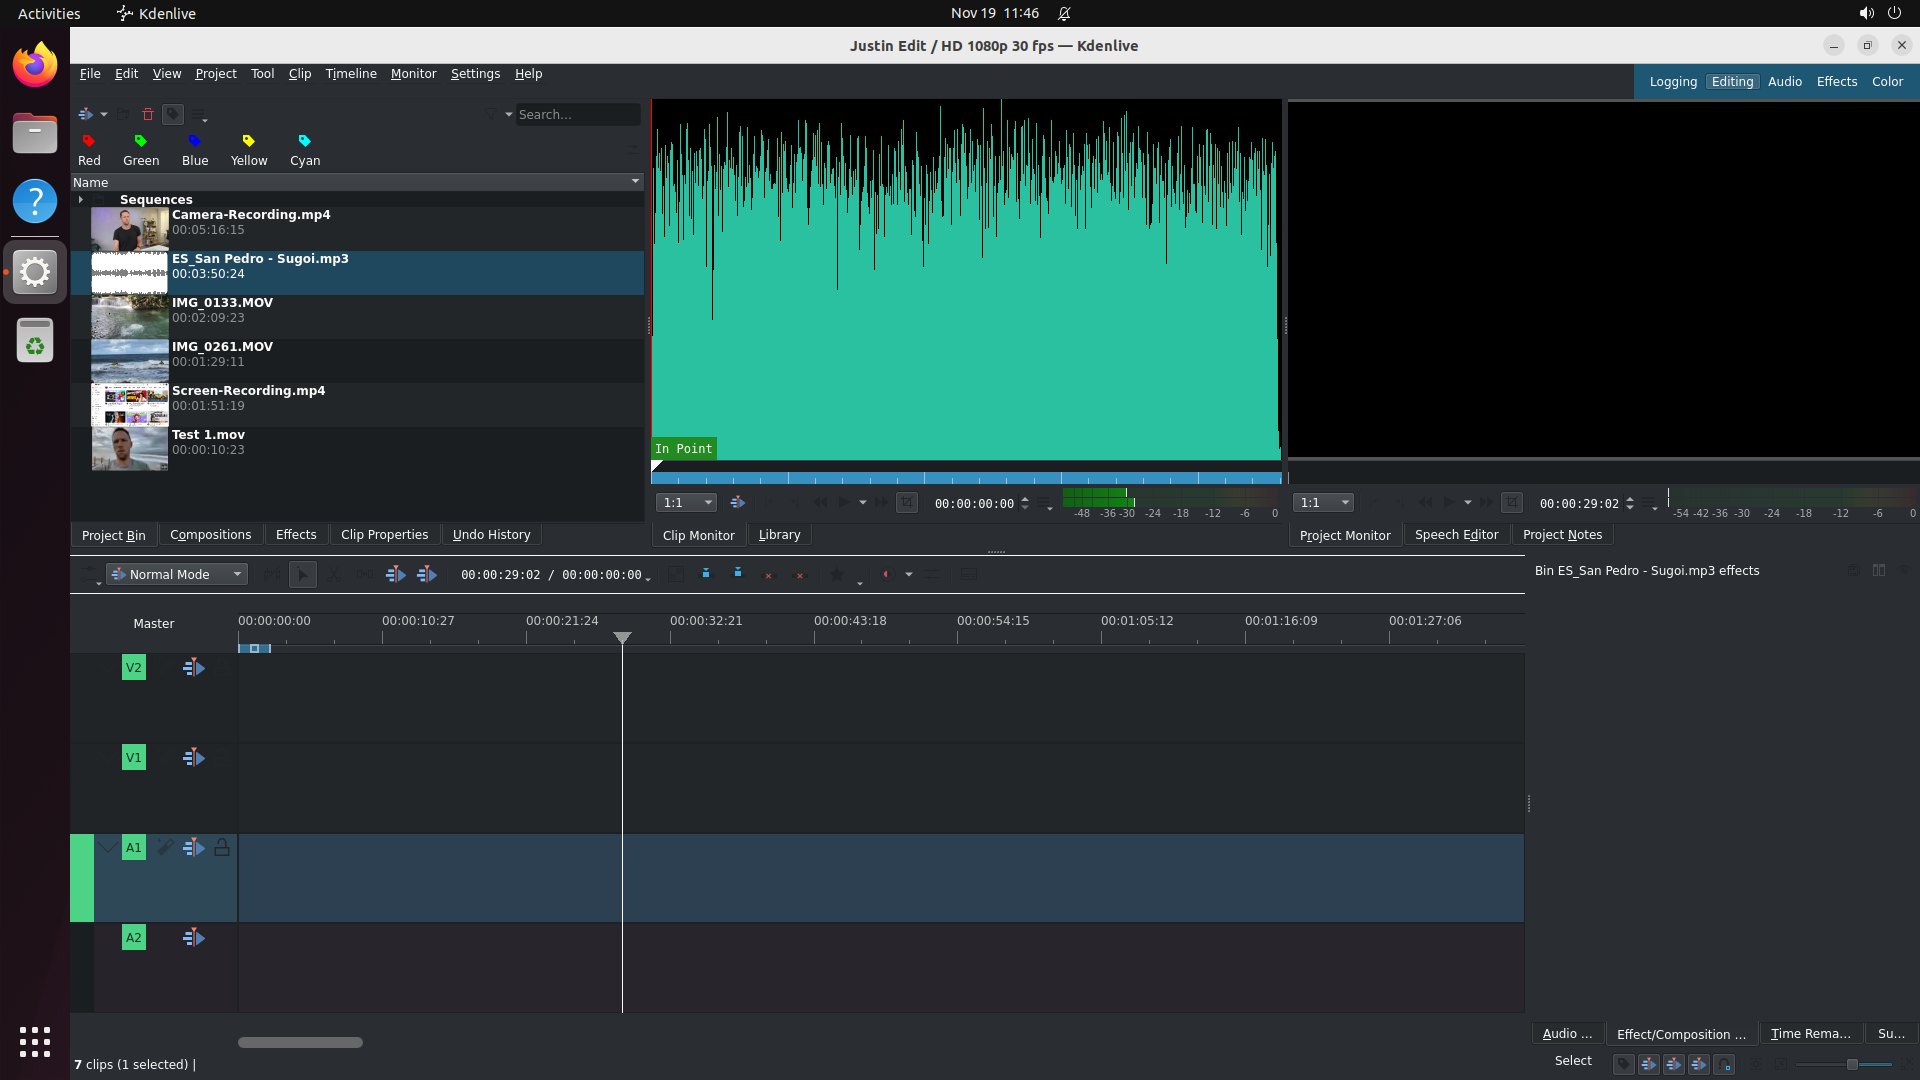 Activities
Kdenlive
Nov 19 11:46
Justin Edit / HD 1080p 30 fps — Kdenlive
File Edit View Project Tool Clip Timeline Monitor Settings Help
Logging Editing Audio Effects Color
Search...
Red Green Blue Yellow Cyan
Name
Sequences
Camera-Recording.mp4
00:05:16:15
ES_San Pedro - Sugoi.mp3
00:03:50:24
IMG_0133.MOV
00:02:09:23
IMG_0261.MOV
00:01:29:11
Screen-Recording.mp4
00:01:51:19
Test 1.mov
00:00:10:23
In Point
1:1
00:00:00:00
-48 -36 -30 -24 -18 -12 -6 0
1:1
00:00:29:02
-54 -42 -36 -30 -24 -18 -12 -6 0
Project Bin Compositions Effects Clip Properties Undo History
Clip Monitor Library
Project Monitor Speech Editor Project Notes
Normal Mode
00:00:29:02 / 00:00:00:00
Bin ES_San Pedro - Sugoi.mp3 effects
Master
00:00:00:00 00:00:10:27 00:00:21:24 00:00:32:21 00:00:43:18 00:00:54:15 00:01:05:12 00:01:16:09 00:01:27:06
V2
V1
A1
A2
Audio ... Effect/Composition ... Time Rema... Su...
7 clips (1 selected) |
Select